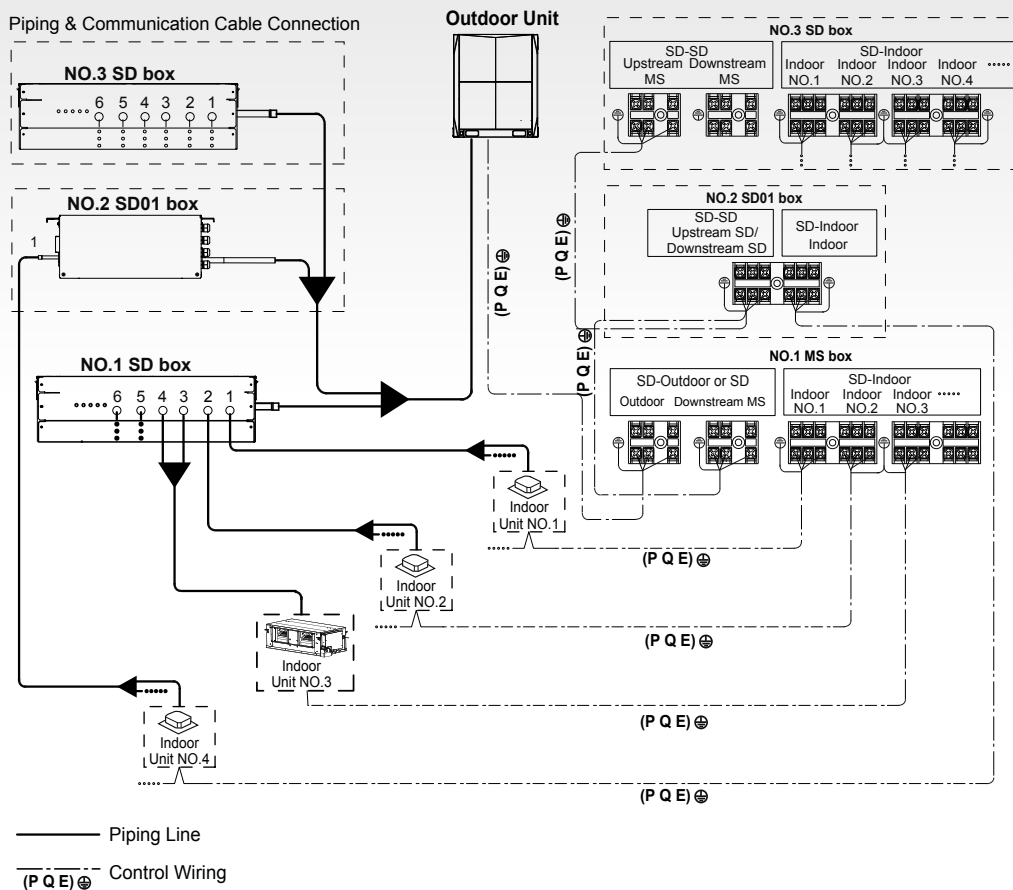 Piping & Communication Cable Connection
Outdoor Unit
NO.3 SD box
6 5 4 3 2 1
NO.2 SD01 box
1
NO.1 SD box
6 5 4 3 2 1
Indoor
Unit NO.1
Indoor
Unit NO.2
Indoor
Unit NO.3
Indoor
Unit NO.4
NO.3 SD box
SD-SD
Upstream Downstream
MS MS
SD-Indoor
Indoor Indoor Indoor Indoor
NO.1 NO.2 NO.3 NO.4
NO.2 SD01 box
SD-SD
Upstream SD/
Downstream SD
SD-Indoor
Indoor
NO.1 MS box
SD-Outdoor or SD
Outdoor Downstream MS
SD-Indoor
Indoor Indoor Indoor
NO.1 NO.2 NO.3
(P Q E)
(P Q E)
(P Q E)
(P Q E)
(P Q E)
(P Q E)
(P Q E)
Piping Line
(P Q E) Control Wiring